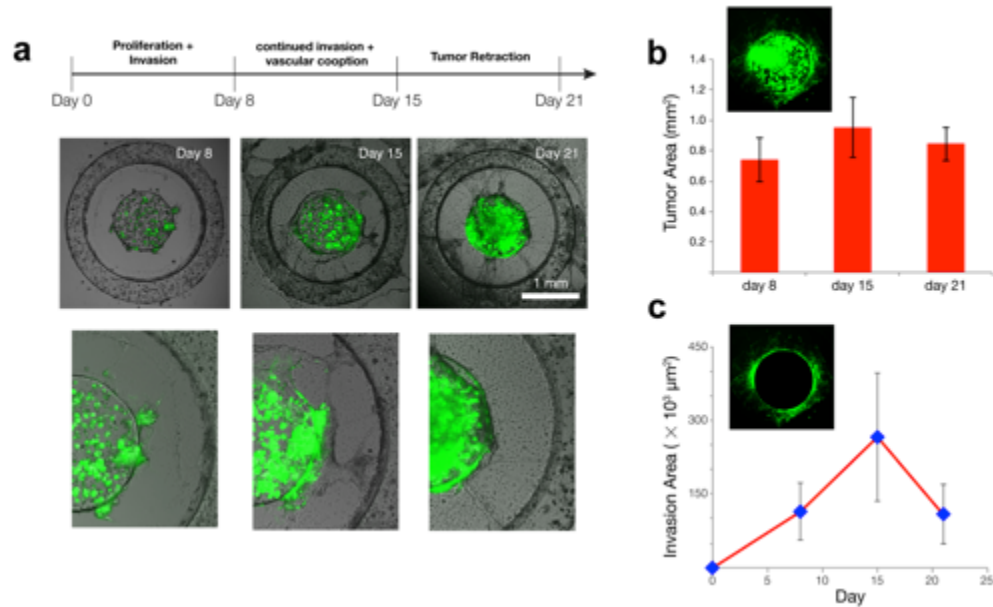 a
Proliferation +
Invasion
continued invasion +
vascular cooption
Tumor Retraction
Day 0
Day 8
Day 15
Day 21
Day 8
Day 15
Day 21
1 mm
b
Tumor Area (mm²)
1.4
1.2
1.0
0.8
0.6
0.4
0.2
day 8
day 15
day 21
c
Invasion Area ( × 10³ μm²)
450
300
150
0
5
10
15
20
25
Day